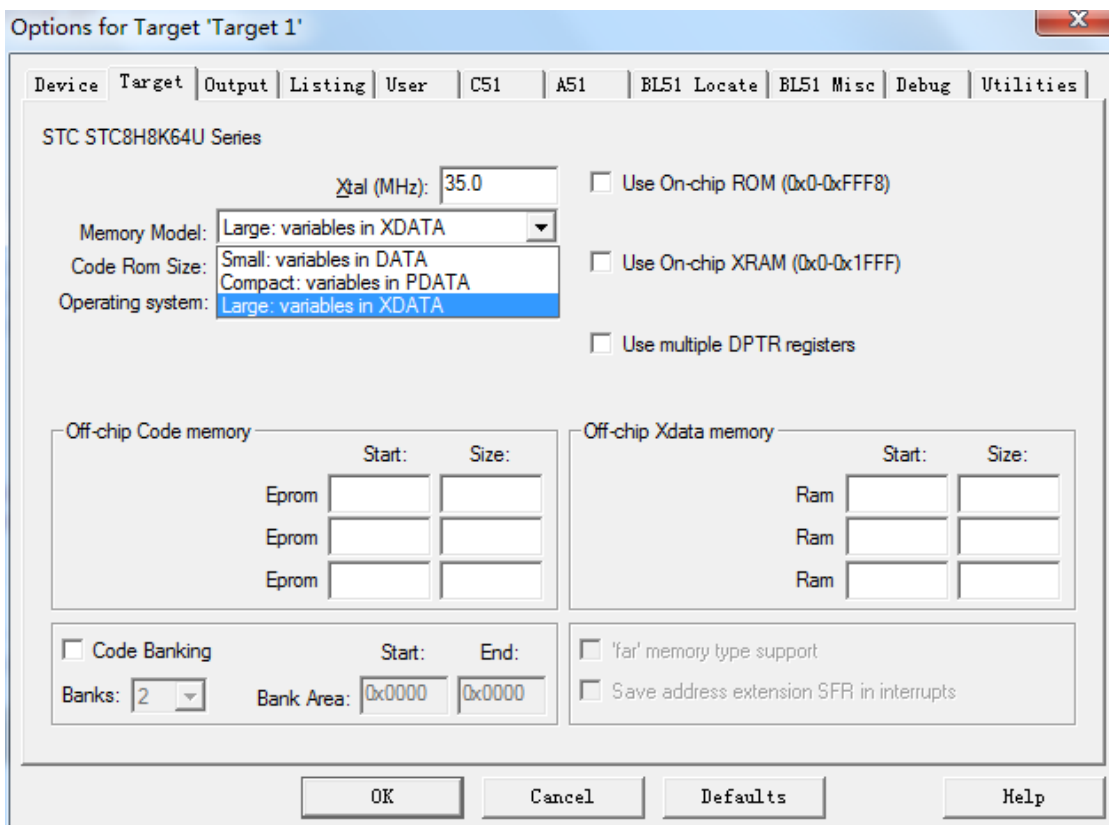 Options for Target 'Target 1'
X
Device Target Output Listing User C51 A51 BL51 Locate BL51 Misc Debug Utilities
STC STC8H8K64U Series
Xtal (MHz): 35.0
Use On-chip ROM (0x0-0xFFF8)
Memory Model: Large: variables in XDATA
Small: variables in DATA
Code Rom Size:
Use On-chip XRAM (0x0-0x1FFF)
Compact: variables in PDATA
Operating system: Large: variables in XDATA
Use multiple DPTR registers
Off-chip Code memory
Start: Size:
Eprom
Eprom
Eprom
Off-chip Xdata memory
Start: Size:
Ram
Ram
Ram
Code Banking Start: End:
Banks: 2 Bank Area: 0x0000 0x0000
'far' memory type support
Save address extension SFR in interrupts
OK Cancel Defaults Help